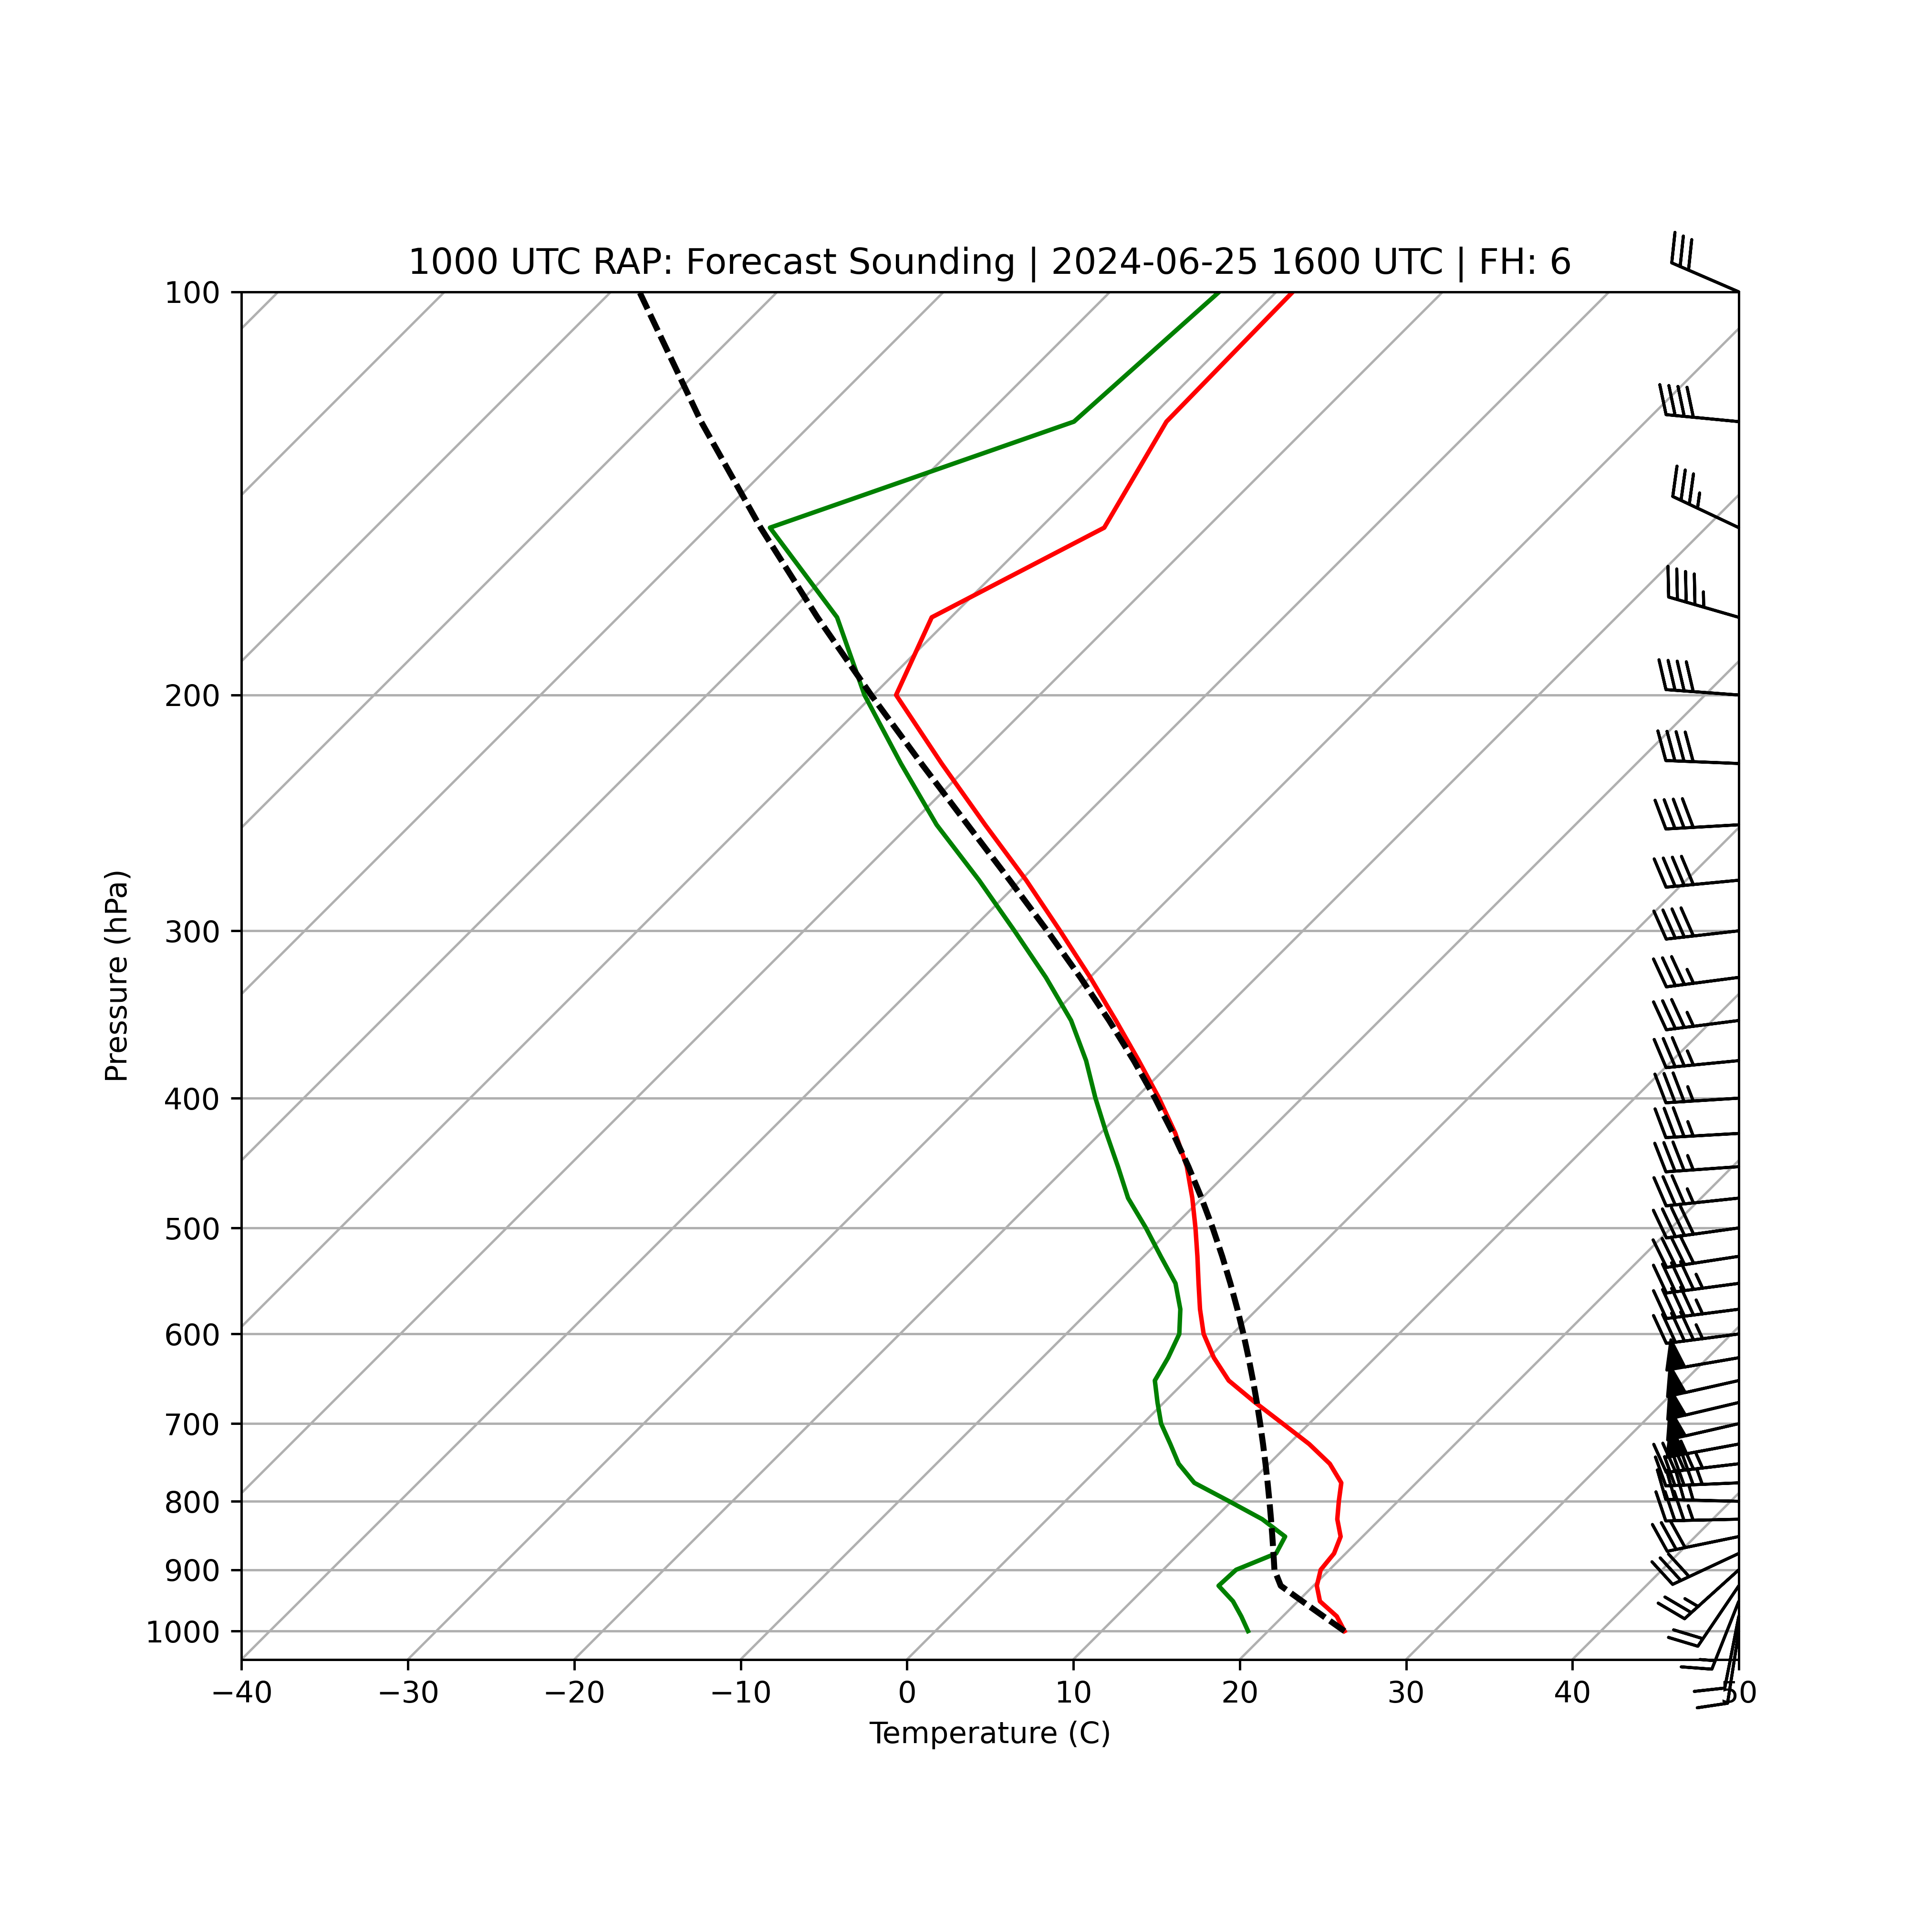 1000 UTC RAP: Forecast Sounding | 2024-06-25 1600 UTC | FH: 6
100
200
300
400
500
600
700
800
900
1000
Pressure (hPa)
−40 −30 −20 −10 0 10 20 30 40 50
Temperature (C)